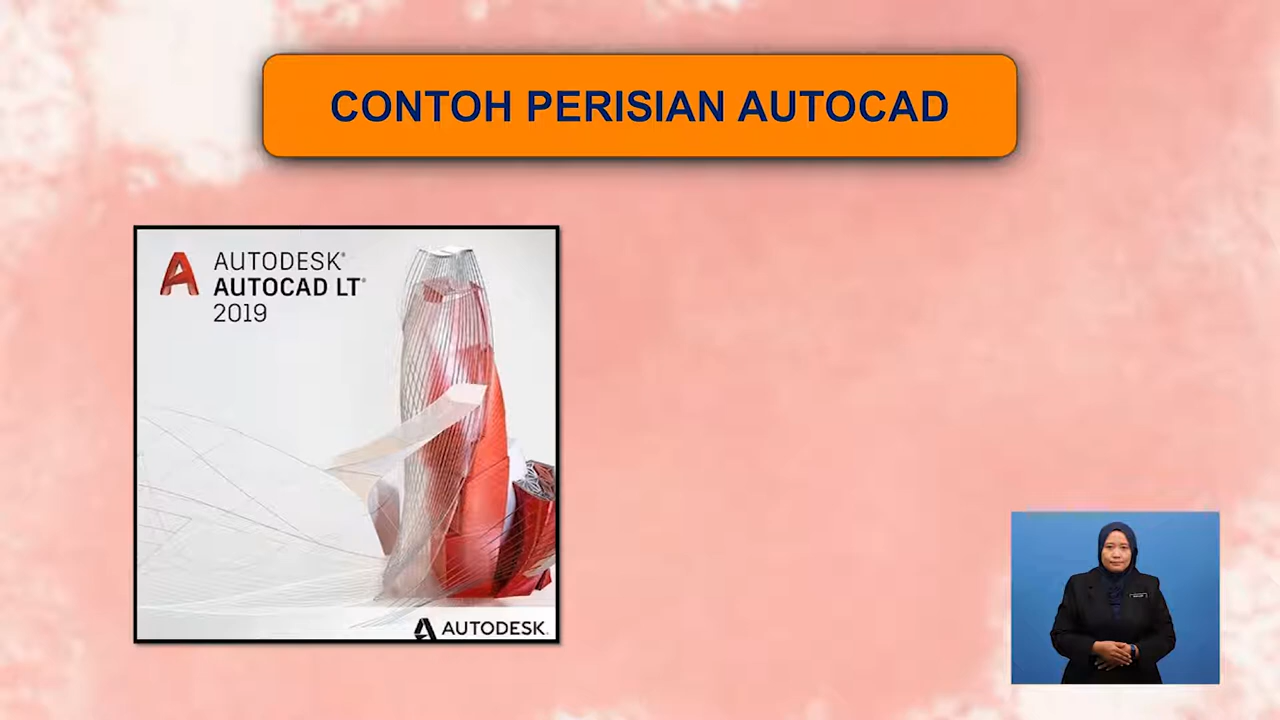 CONTOH PERISIAN AUTOCAD
AUTODESK®
AUTOCAD LT®
2019
AUTODESK.